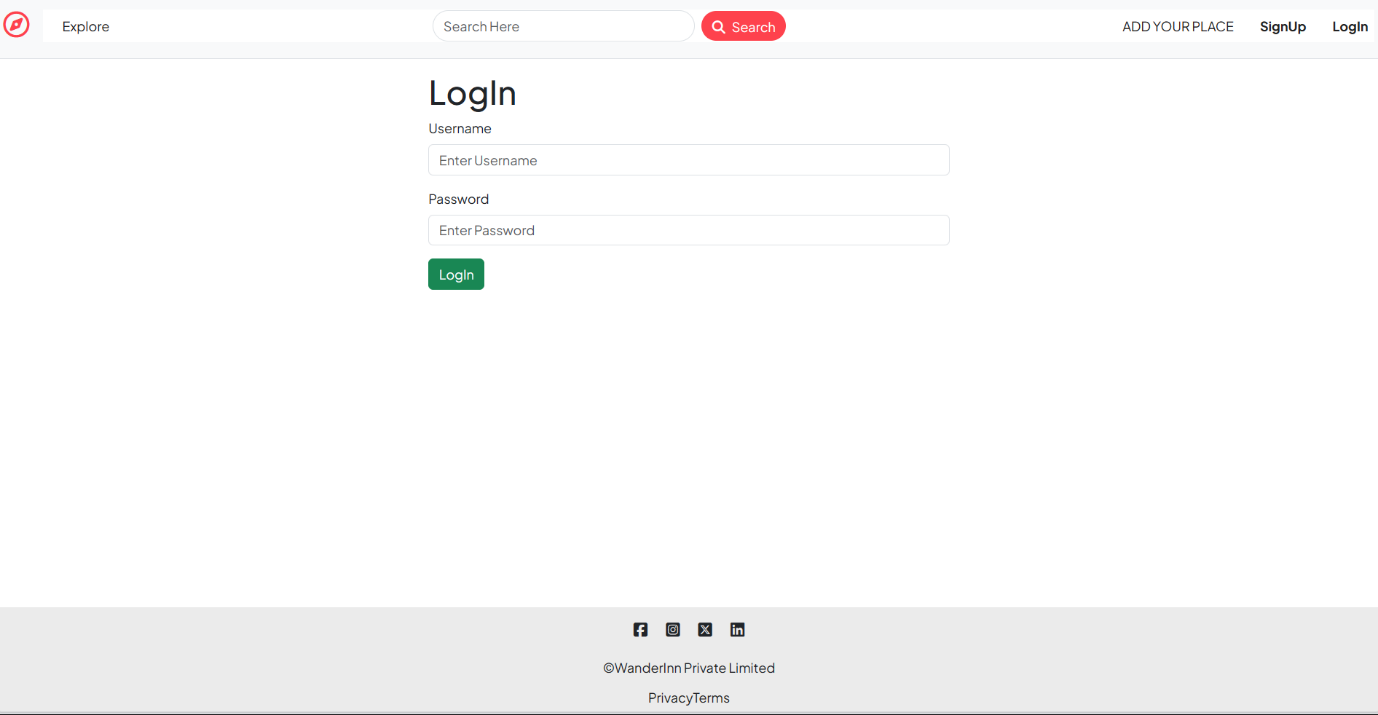 Explore Search Here Search ADD YOUR PLACE SignUp LogIn
LogIn
Username
Enter Username
Password
Enter Password
LogIn
©WanderInn Private Limited
PrivacyTerms